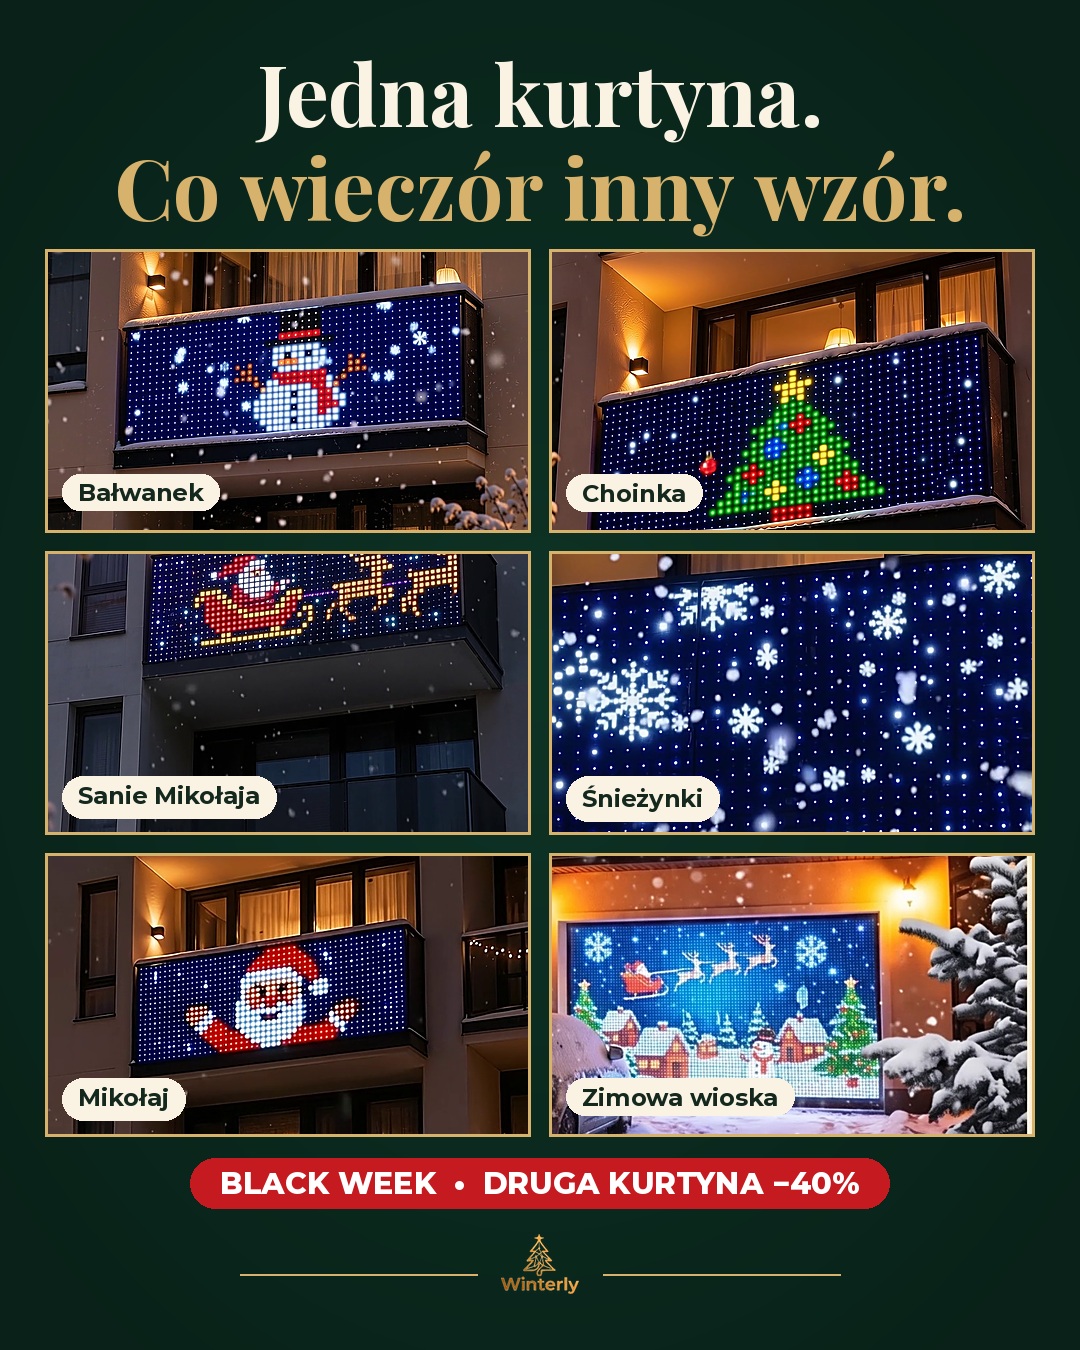 Jedna kurtyna.
Co wieczór inny wzór.
Bałwanek
Choinka
Sanie Mikołaja
Śnieżynki
Mikołaj
Zimowa wioska
BLACK WEEK • DRUGA KURTYNA −40%
Winterly